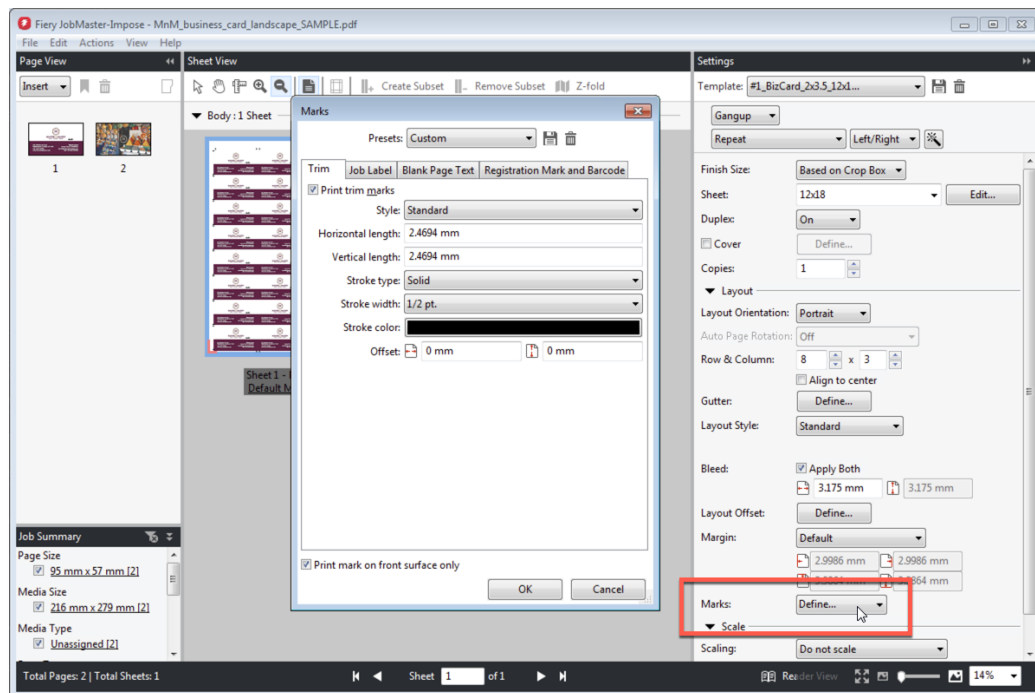 Fiery JobMaster-Impose - MnM_business_card_landscape_SAMPLE.pdf
File Edit Actions View Help
Page View
Sheet View
Settings
Insert
Create Subset
Remove Subset
Z-fold
Template: #1_BizCard_2x3.5_12x1...
Body : 1 Sheet
1
2
Sheet 1 -
Marks
Presets: Custom
Trim
Job Label
Blank Page Text
Registration Mark and Barcode
Print trim marks
Style: Standard
Horizontal length: 2.4694 mm
Vertical length: 2.4694 mm
Stroke type: Solid
Stroke width: 1/2 pt.
Stroke color:
Offset: 0 mm 0 mm
Print mark on front surface only
OK
Cancel
Gangup
Repeat
Left/Right
Finish Size: Based on Crop Box
Sheet: 12x18 Edit...
Duplex: On
Cover Define...
Copies: 1
Layout
Layout Orientation: Portrait
Auto Page Rotation: Off
Row & Column: 8 x 3
Align to center
Gutter: Define...
Layout Style: Standard
Bleed: Apply Both
3.175 mm 3.175 mm
Layout Offset: Define...
Margin: Default
2.9986 mm 2.9986 mm
Marks: Define...
Scale
Scaling: Do not scale
Job Summary
Page Size
95 mm x 57 mm [2]
Media Size
216 mm x 279 mm [2]
Media Type
Unassigned [2]
Total Pages: 2 | Total Sheets: 1
Sheet 1 of 1
Reader View
14%